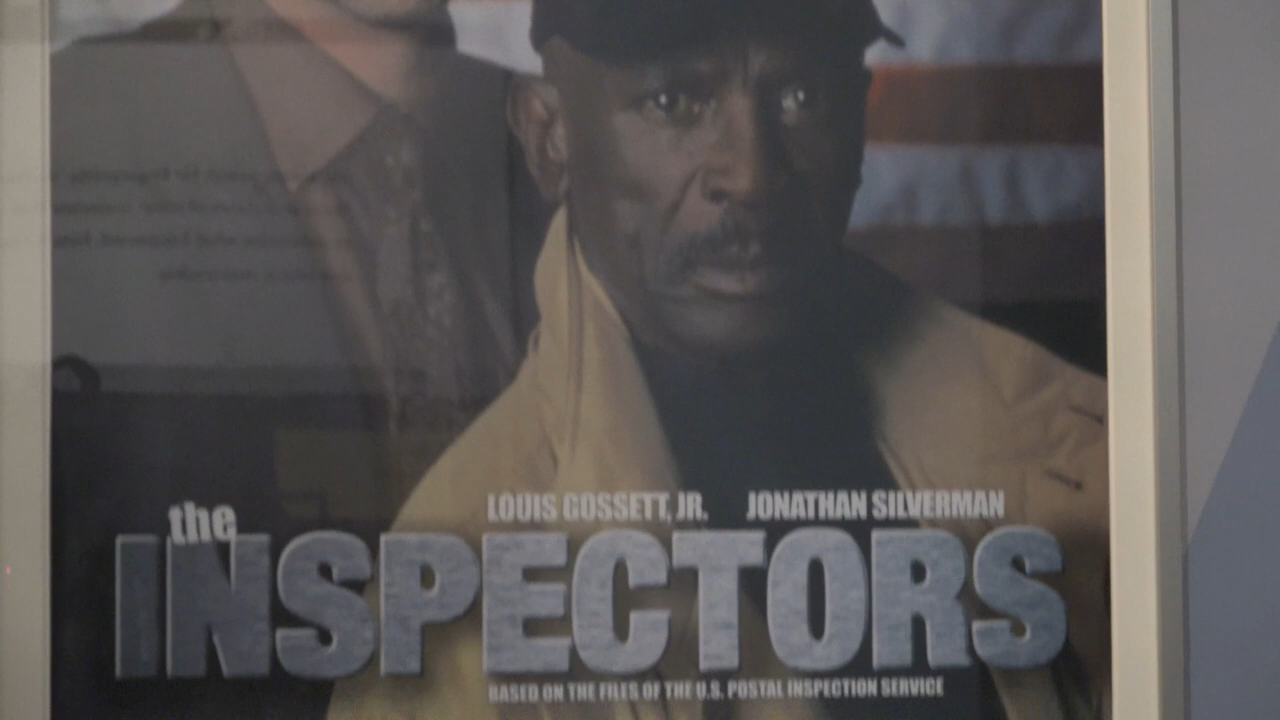 LOUIS GOSSETT, JR. JONATHAN SILVERMAN
the
INSPECTORS
BASED ON THE FILES OF THE U.S. POSTAL INSPECTION SERVICE